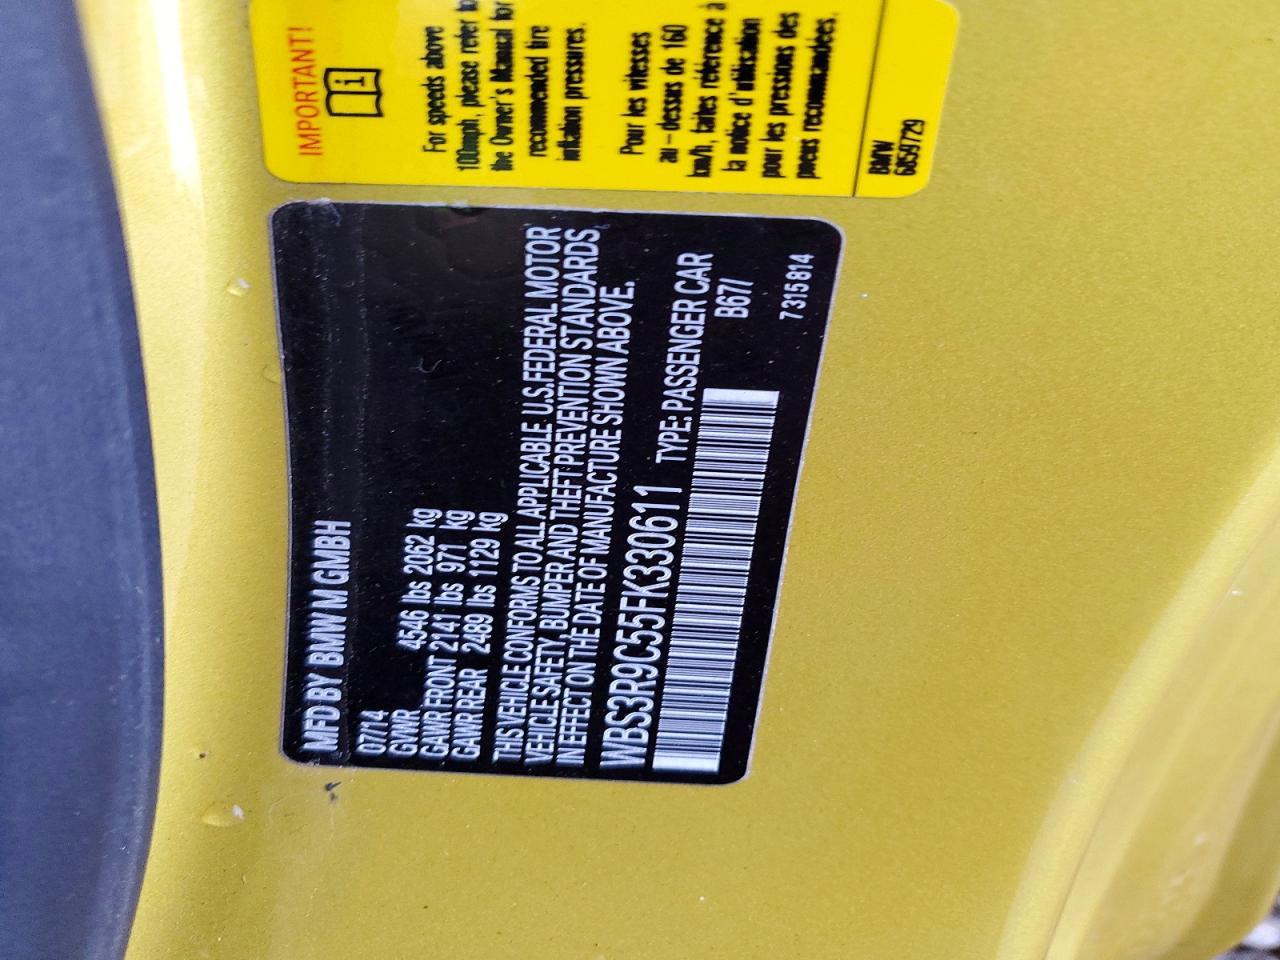 IMPORTANT!
i
For speeds above
100mph, please refer to
the Owner's Manual for
recommended tire
inflation pressures.
Pour les vitesses
au-dessus de 160
km/h, faites référence à
la notice d'utilisation
pour les pressions des
pneus recommandées.
BMW
6859729
MFD BY BMW M GMBH
07/14
GVWR 4546 lbs 2062 kg
GAWR FRONT 2141 lbs 971 kg
GAWR REAR 2489 lbs 1129 kg
THIS VEHICLE CONFORMS TO ALL APPLICABLE U.S.FEDERAL MOTOR
VEHICLE SAFETY, BUMPER AND THEFT PREVENTION STANDARDS
IN EFFECT ON THE DATE OF MANUFACTURE SHOWN ABOVE.
WBS3R9C55FK330611 TYPE: PASSENGER CAR
B67/
7 315 814